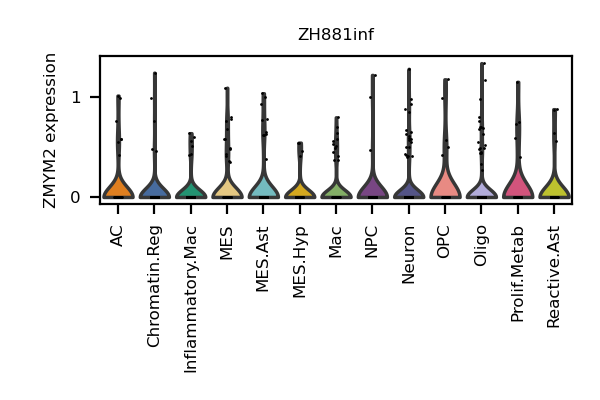 ZH881inf
ZMYM2 expression
1
0
AC
Chromatin.Reg
Inflammatory.Mac
MES
MES.Ast
MES.Hyp
Mac
NPC
Neuron
OPC
Oligo
Prolif.Metab
Reactive.Ast